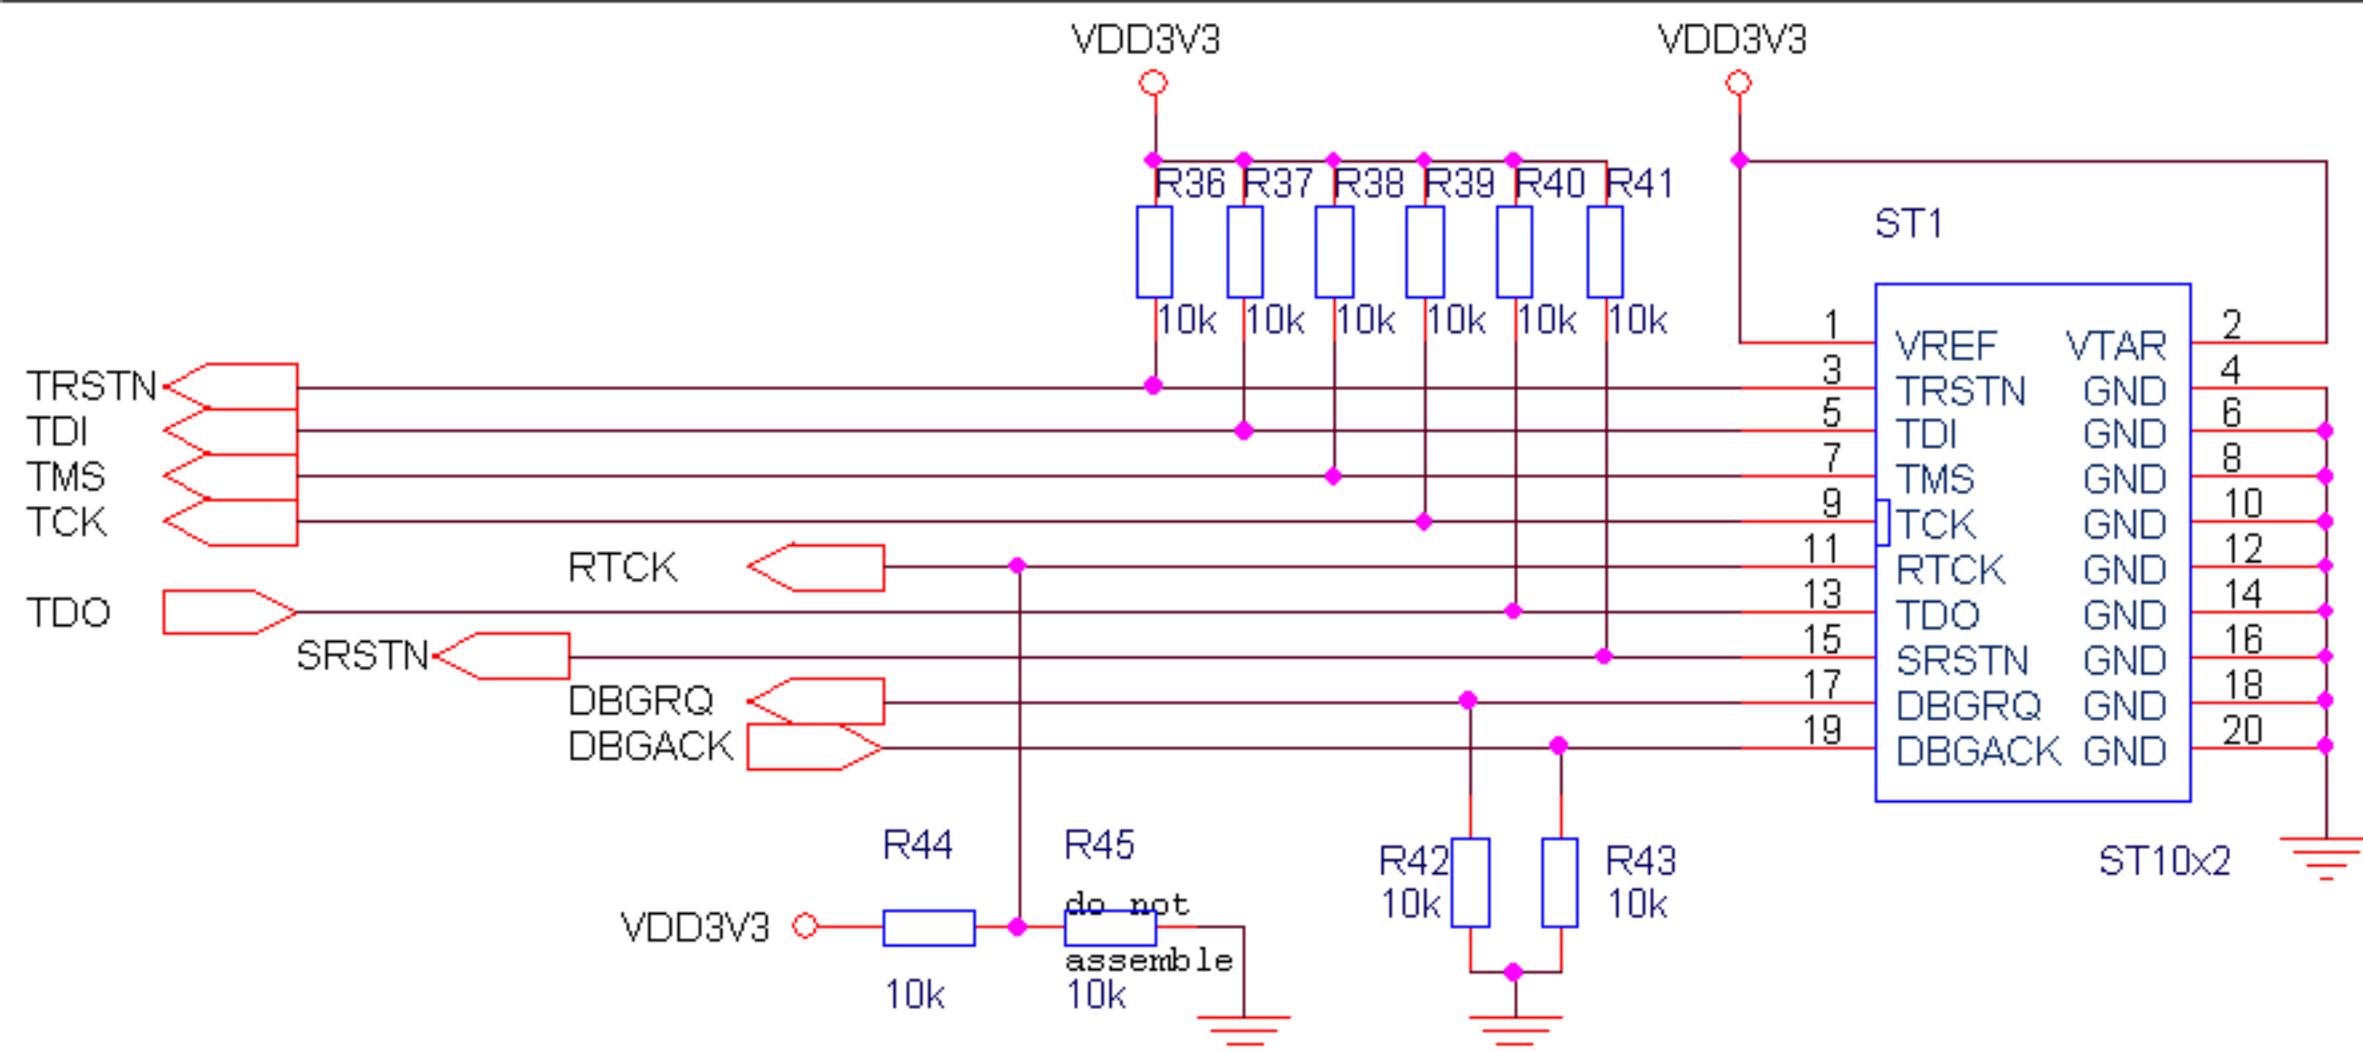 VDD3V3 VDD3V3
R36 R37 R38 R39 R40 R41
ST1
10k 10k 10k 10k 10k 10k
1 VREF VTAR 2
TRSTN 3 TRSTN GND 4
TDI 5 TDI GND 6
TMS 7 TMS GND 8
TCK 9 TCK GND 10
RTCK 11 RTCK GND 12
TDO 13 TDO GND 14
SRSTN 15 SRSTN GND 16
DBGRQ 17 DBGRQ GND 18
DBGACK 19 DBGACK GND 20
R44 R45 R42 R43 ST10x2
do not 10k 10k
VDD3V3
assemble
10k 10k